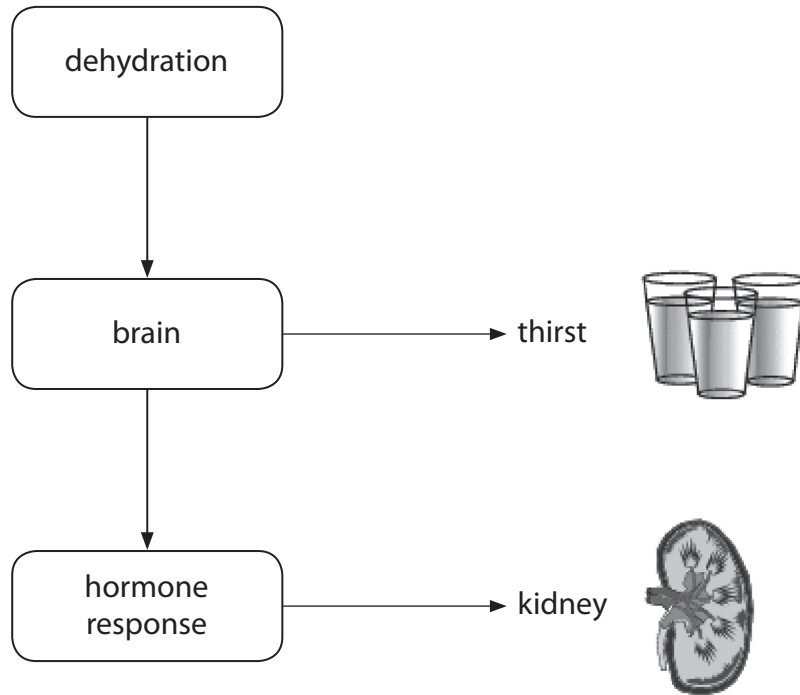 dehydration
brain
thirst
hormone
response
kidney